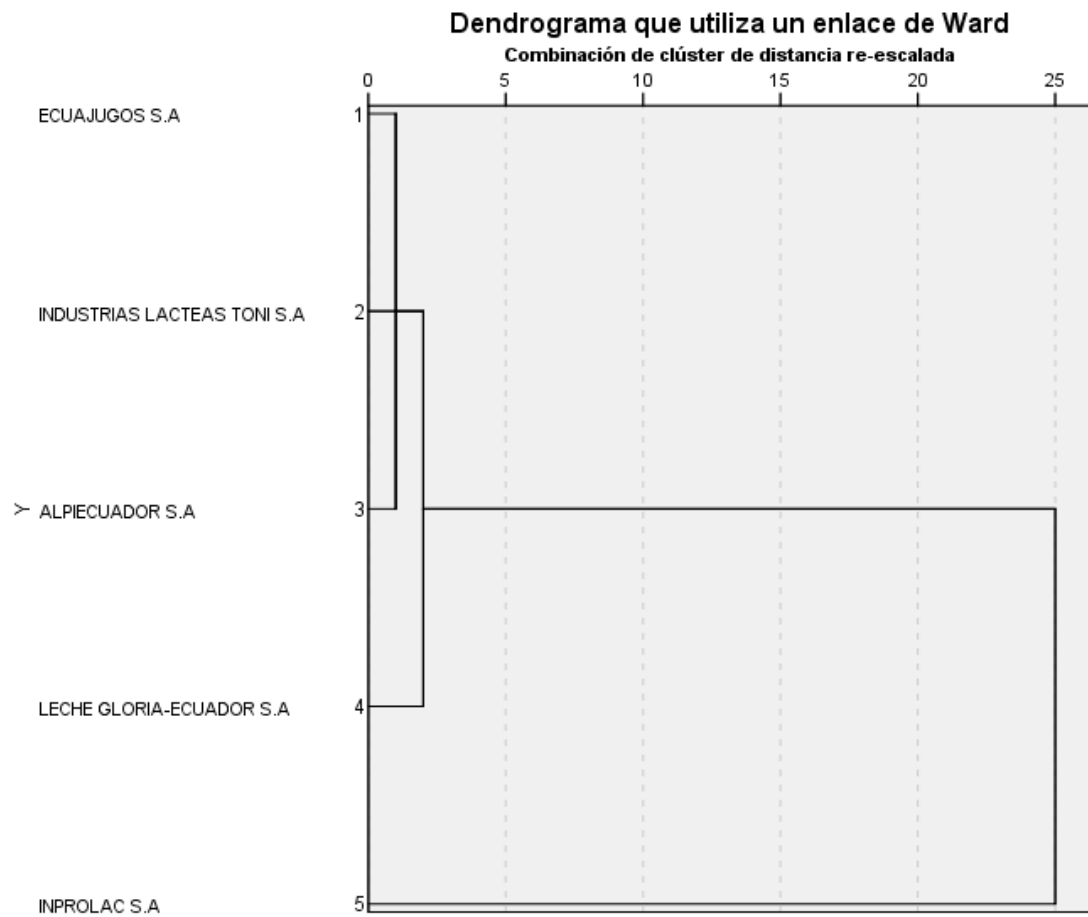 Dendrograma que utiliza un enlace de Ward
Combinación de clúster de distancia re-escalada
0 5 10 15 20 25
ECUAJUGOS S.A 1
INDUSTRIAS LACTEAS TONI S.A 2
Y
ALPIECUADOR S.A 3
LECHE GLORIA-ECUADOR S.A 4
INPROLAC S.A 5